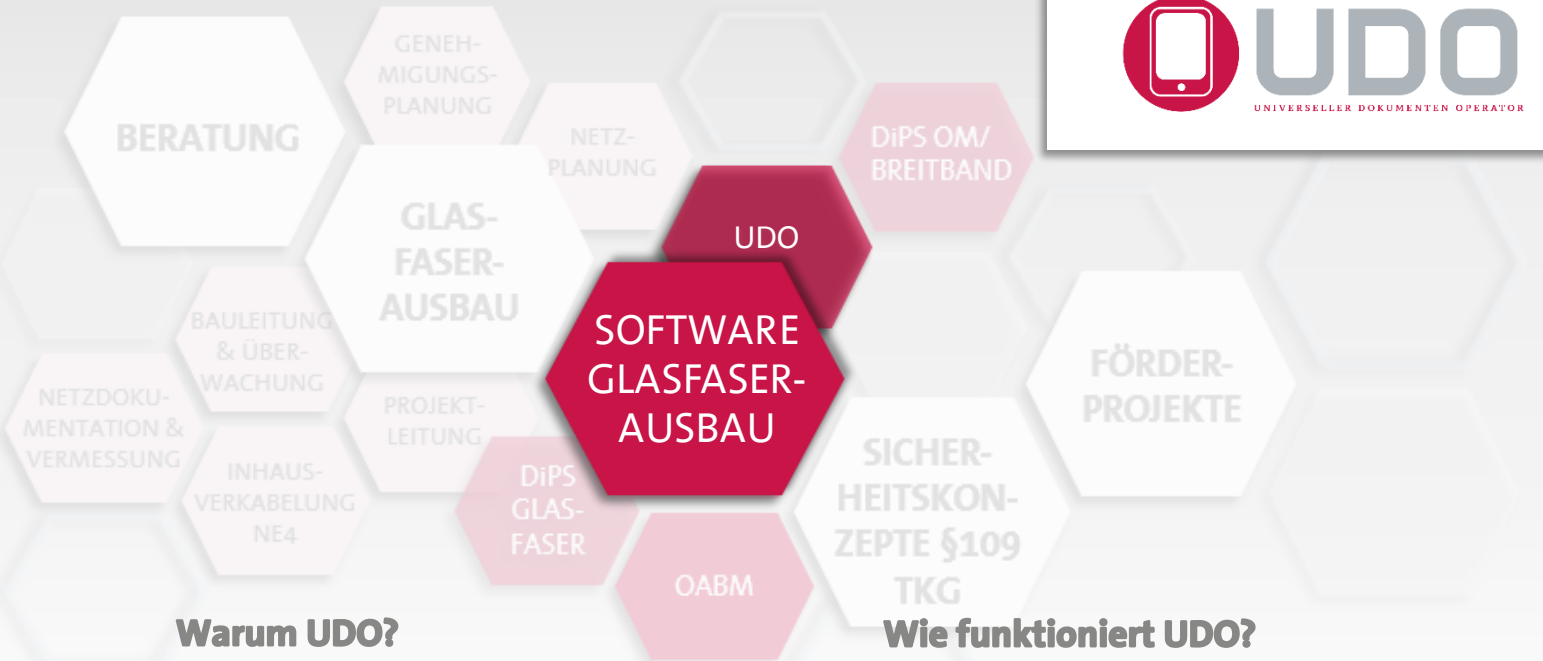 UDO
UNIVERSELLER DOKUMENTEN OPERATOR
BERATUNG
GENEH-
MIGUNGS-
PLANUNG
NETZ-
PLANUNG
DiPS OM/
BREITBAND
GLAS-
FASER-
AUSBAU
UDO
SOFTWARE
GLASFASER-
AUSBAU
BAULEITUNG
& ÜBER-
WACHUNG
NETZDOKU-
MENTATION &
VERMESSUNG
PROJEKT-
LEITUNG
INHAUS-
VERKABELUNG
NE4
DiPS
GLAS-
FASER
OABM
SICHER-
HEITSKON-
ZEPTE §109
TKG
FÖRDER-
PROJEKTE
Warum UDO?
Wie funktioniert UDO?